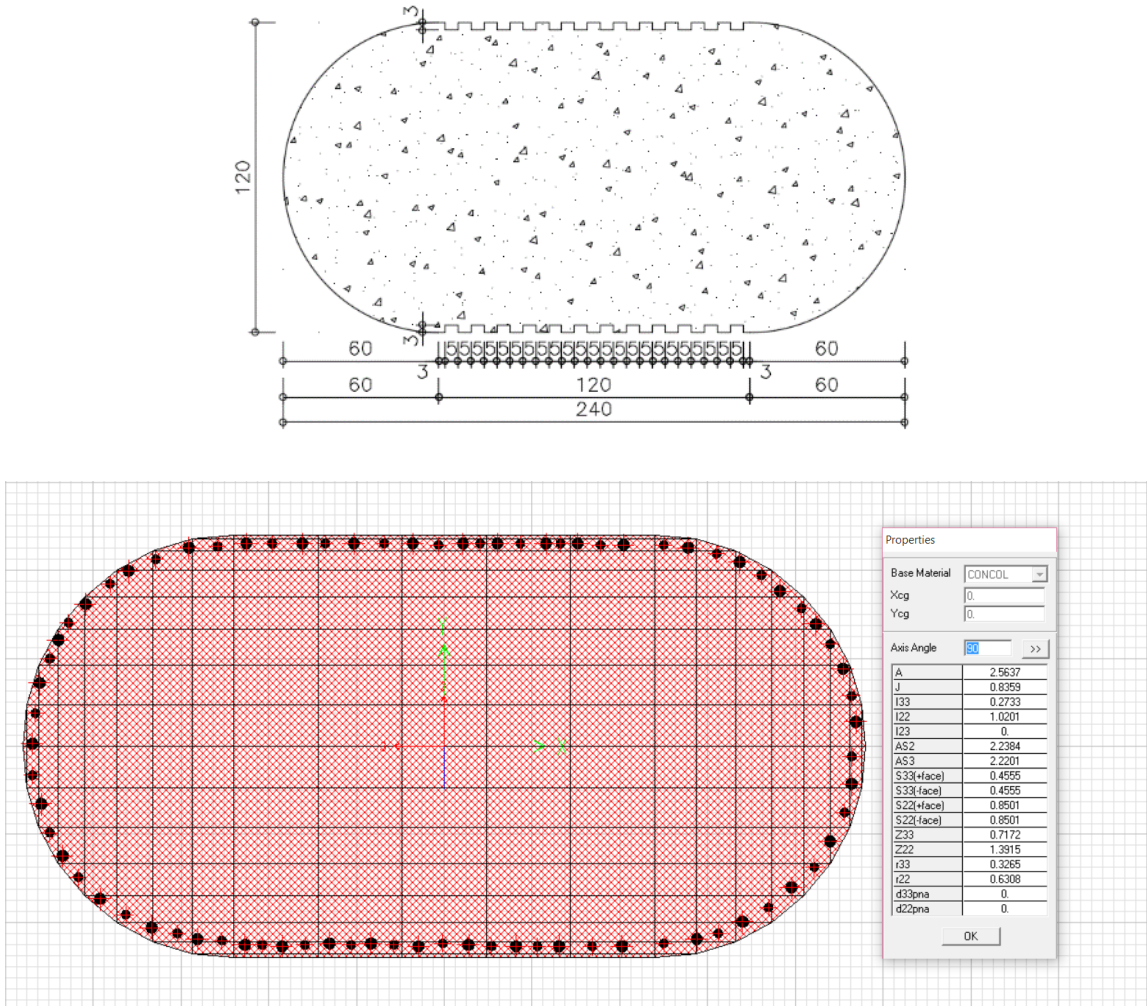 3
120
3
60
55555555555555555555555
60
3
3
60
120
60
240
Y
3
X
Properties
Base Material CONCOL
Xcg 0.
Ycg 0.
Axis Angle 90 >>
A 2.5637
J 0.8359
I33 0.2733
I22 1.0201
I23 0.
AS2 2.2384
AS3 2.2201
S33(+face) 0.4555
S33(-face) 0.4555
S22(+face) 0.8501
S22(-face) 0.8501
Z33 0.7172
Z22 1.3915
r33 0.3265
r22 0.6308
d33pna 0.
d22pna 0.
OK